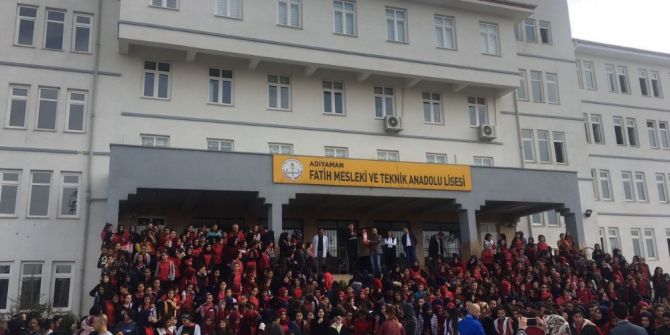 ADIYAMAN
FATİH MESLEKİ VE TEKNİK ANADOLU LİSESİ